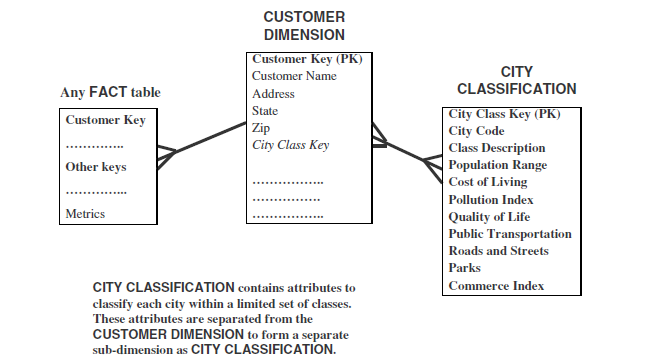 CUSTOMER
DIMENSION
Customer Key (PK)
Customer Name
Address
State
Zip
City Class Key
………………..
……………….
………………..
Any FACT table
Customer Key
…………..
Other keys
…………...
Metrics
CITY
CLASSIFICATION
City Class Key (PK)
City Code
Class Description
Population Range
Cost of Living
Pollution Index
Quality of Life
Public Transportation
Roads and Streets
Parks
Commerce Index
CITY CLASSIFICATION contains attributes to
classify each city within a limited set of classes.
These attributes are separated from the
CUSTOMER DIMENSION to form a separate
sub-dimension as CITY CLASSIFICATION.